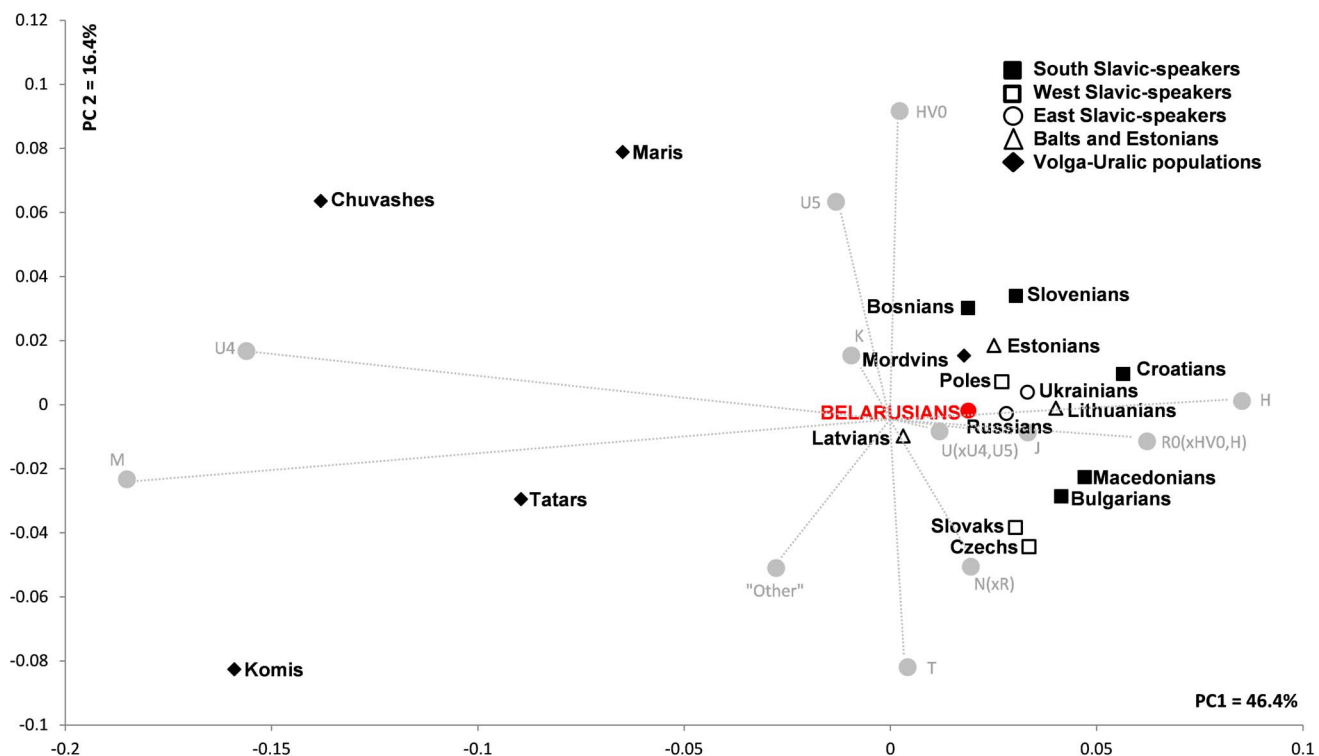 0.12
PC 2 = 16.4%
0.1
0.08
0.06
0.04
0.02
0
-0.02
-0.04
-0.06
-0.08
-0.1
South Slavic-speakers
West Slavic-speakers
East Slavic-speakers
Balts and Estonians
Volga-Uralic populations
HV0
Maris
Chuvashes
U5
Bosnians
Slovenians
U4
K
Mordvins
Estonians
Poles
Croatians
Ukrainians
H
BELARUSIANS
Lithuanians
Russians
Latvians
U(xU4,U5)
J
R0(xHV0,H)
M
Macedonians
Bulgarians
Tatars
Slovaks
Czechs
"Other"
N(xR)
Komis
T
PC1 = 46.4%
-0.2
-0.15
-0.1
-0.05
0
0.05
0.1